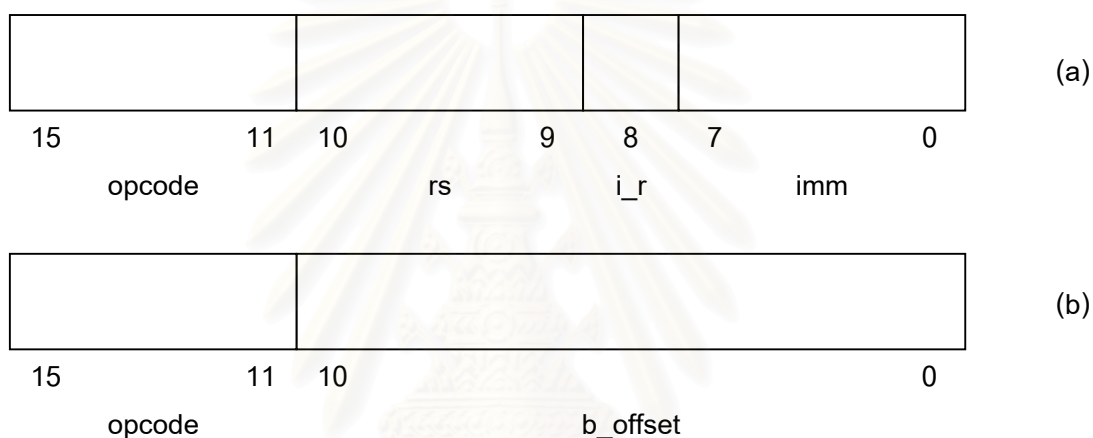 (a)
15 11 10 9 8 7 0
opcode rs i_r imm
(b)
15 11 10 0
opcode b_offset